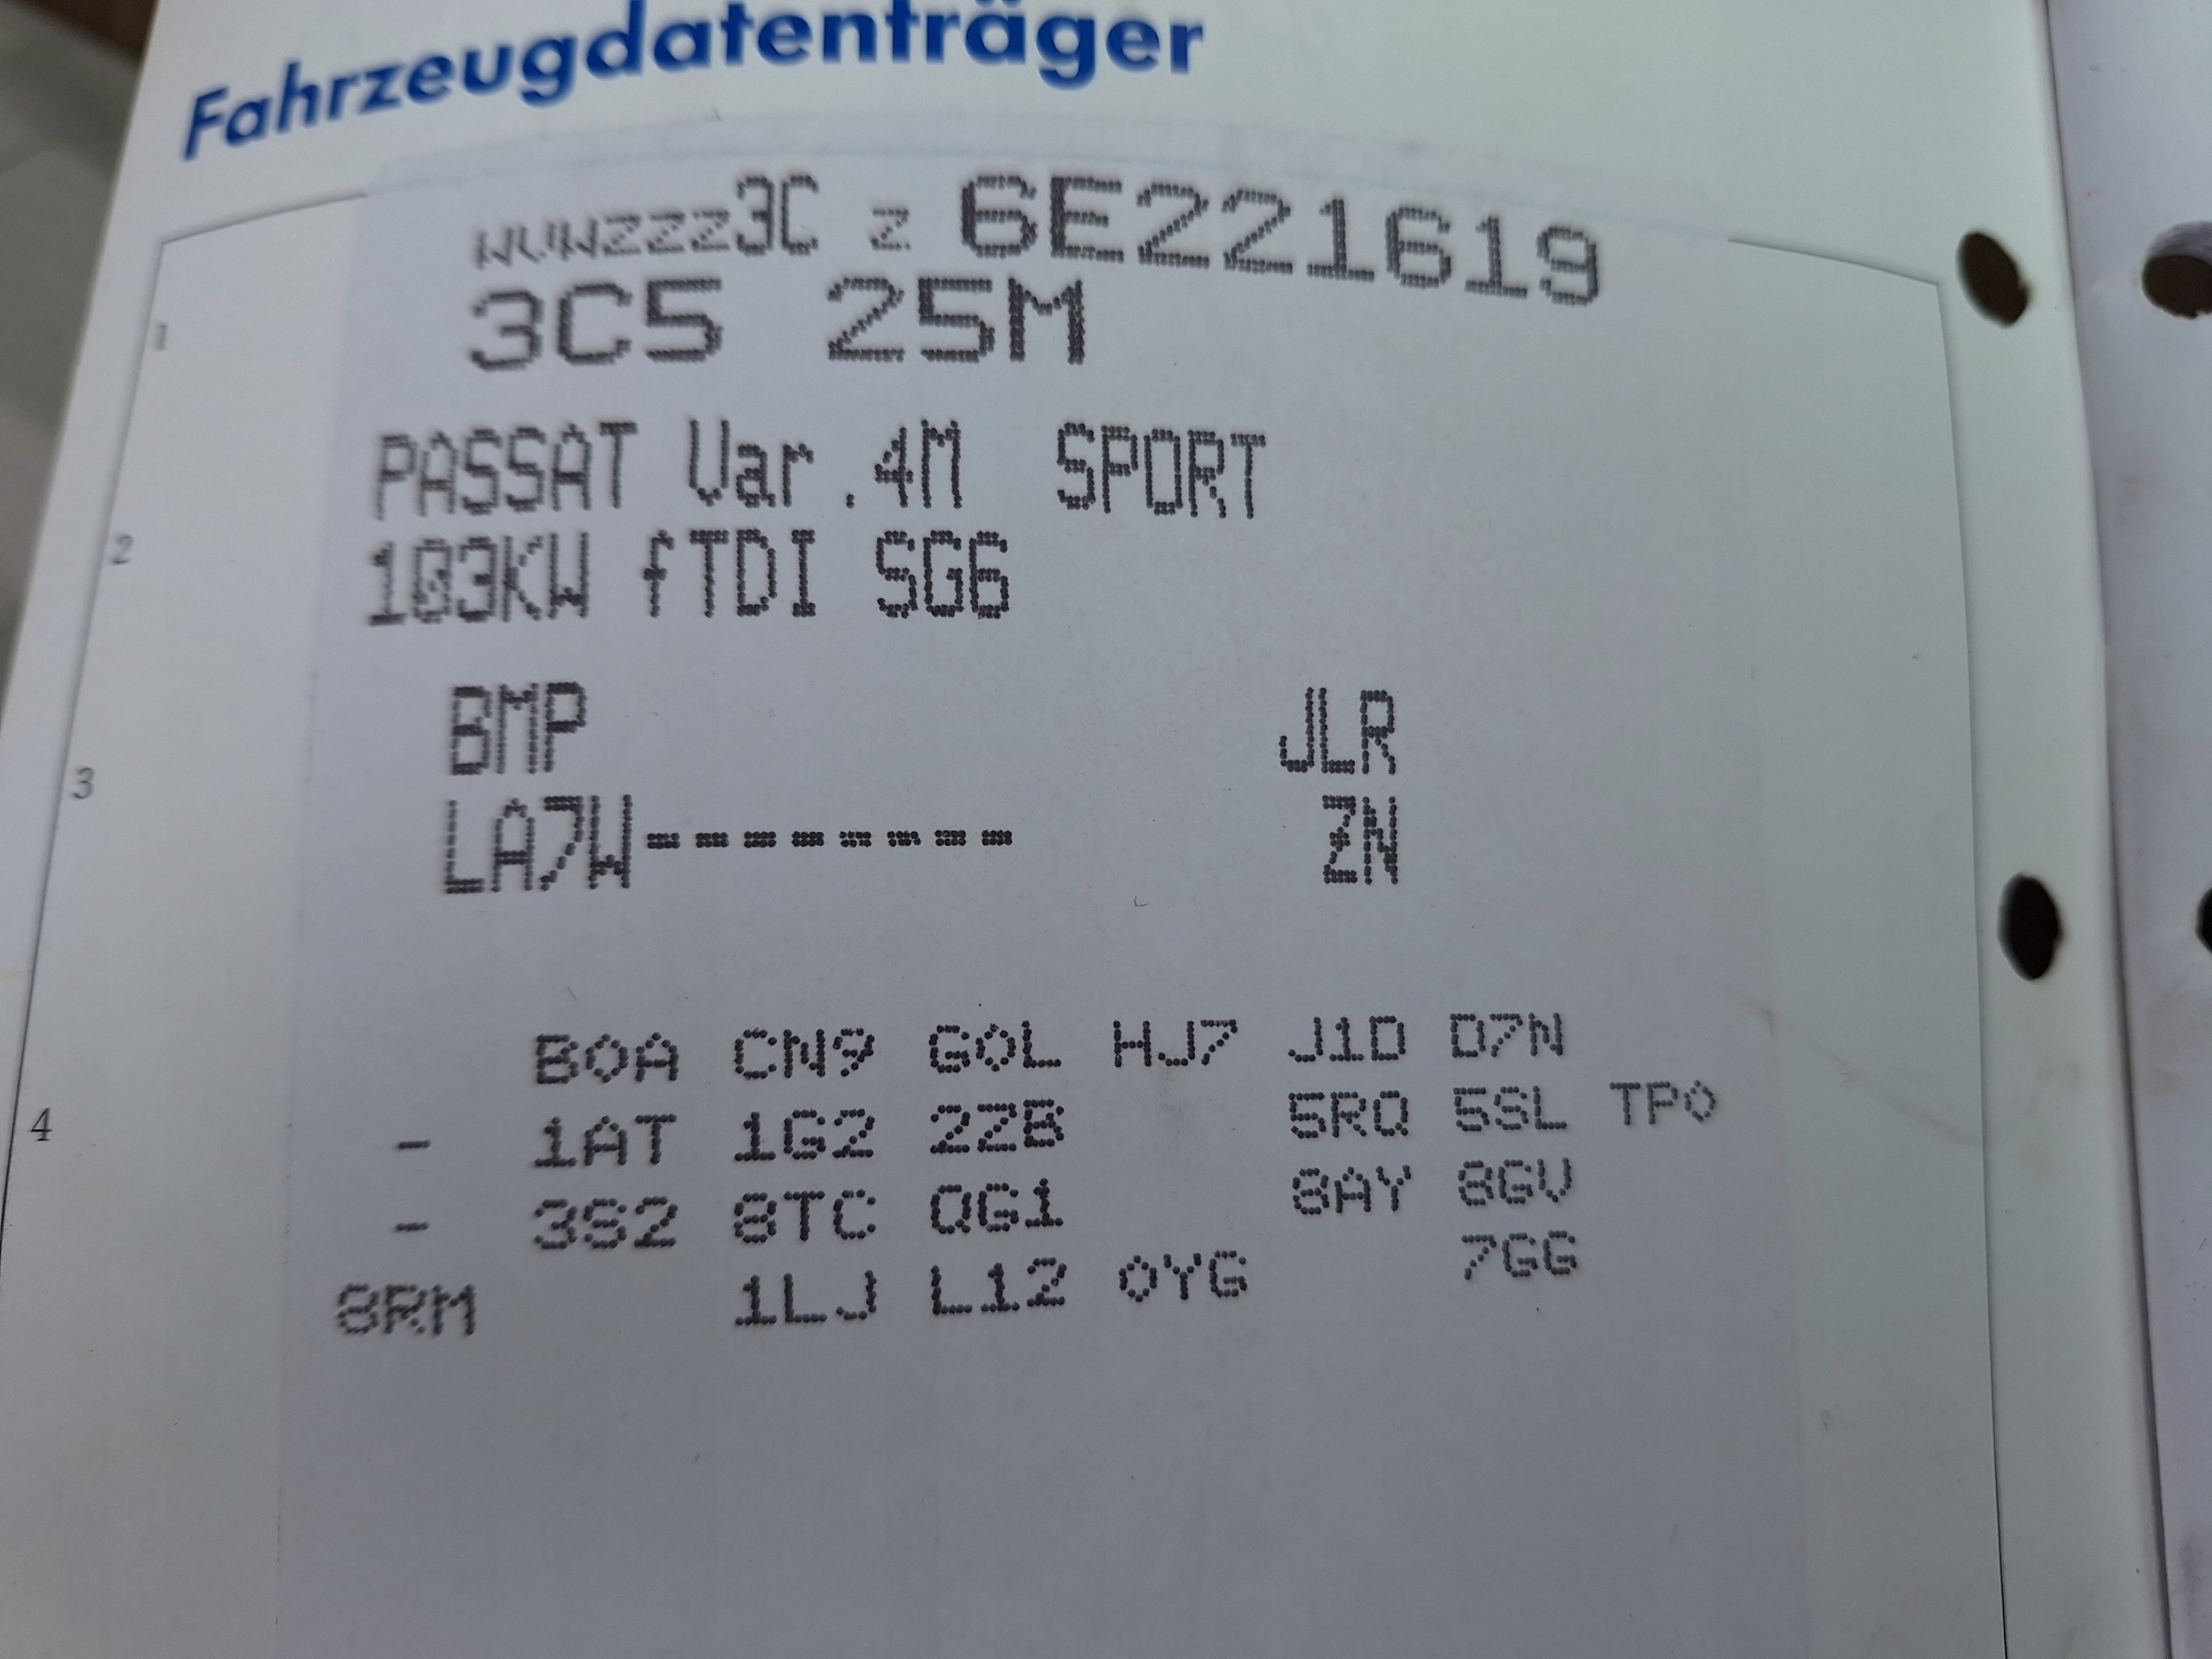 Fahrzeugdatenträger
WVWZZZ3C Z 6E221619
1
3C5 25M
PASSAT Var.4M SPORT
2
103KW fTDI SG6
BMP JLR
3
LA7W-------- ZN
B0A CN9 G0L HJ7 J1D D7N
4
- 1AT 1G2 2ZB 5RQ 5SL TP0
- 3S2 8TC QG1 8AY 8GV
8RM 1LJ L12 0YG 7GG